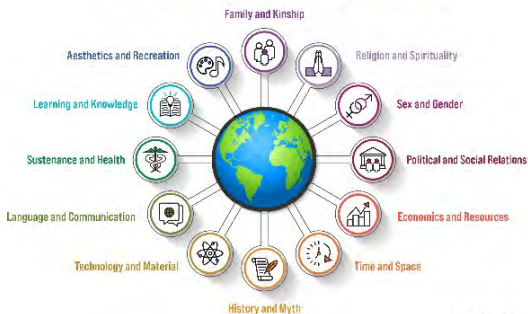 Family and Kinship
Aesthetics and Recreation
Religion and Spirituality
Learning and Knowledge
Sex and Gender
Sustenance and Health
Political and Social Relations
Language and Communication
Economics and Resources
Technology and Material
Time and Space
History and Myth